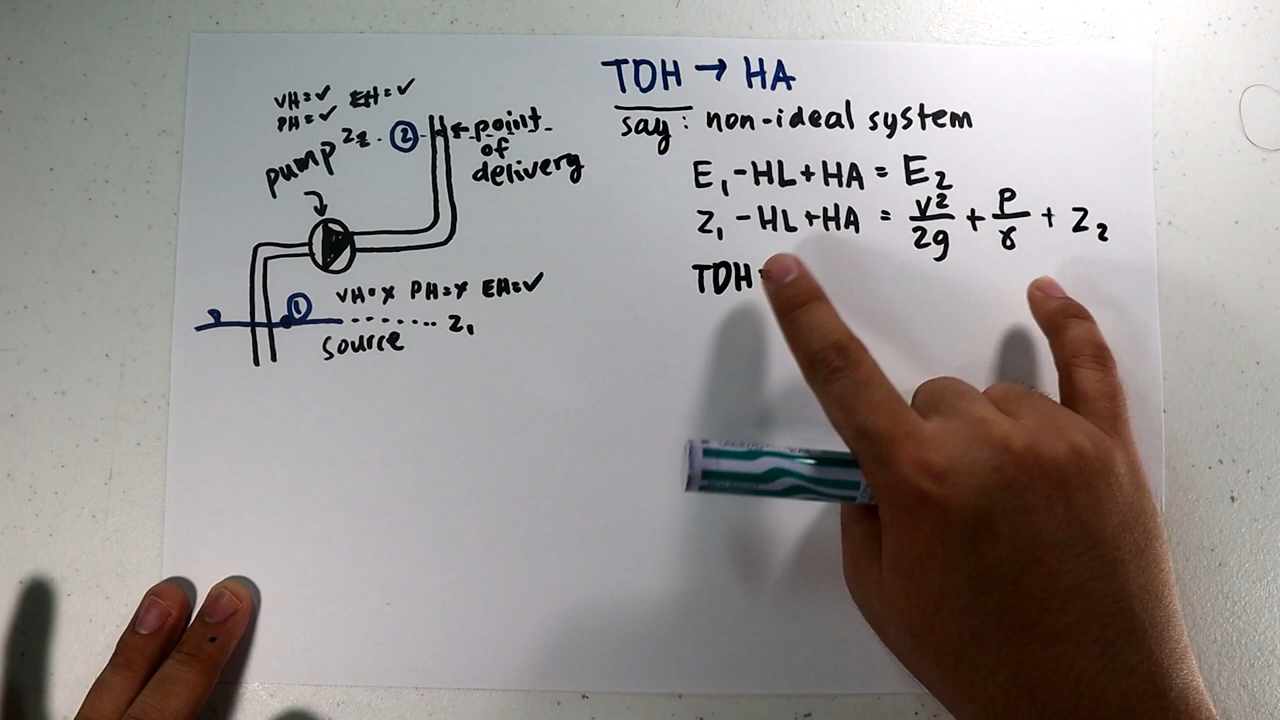 TDH → HA
say: non-ideal system
E₁ - HL + HA = E₂
Z₁ - HL + HA = V²/2g + P/γ + Z₂
TDH =
VH=✓ EH=✓
PH=✓
pump Z₂ ② ← point
of
delivery
VH=x PH=x EH=✓
① Z₁
source